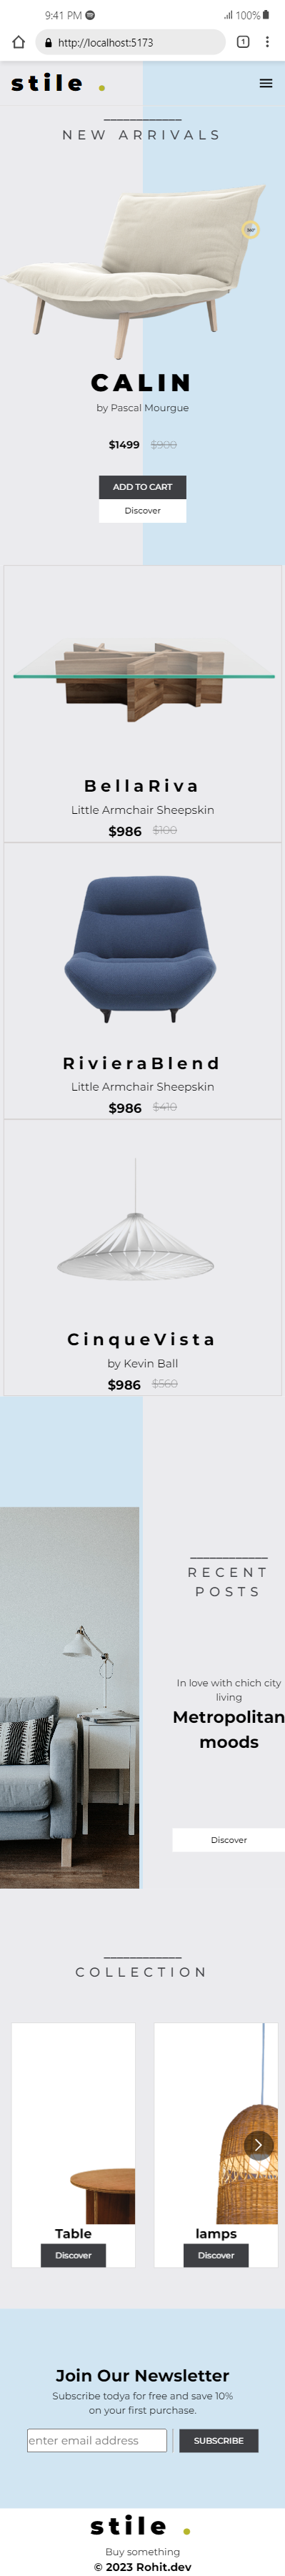 9:41 PM
100%
http://localhost:5173
1
stile .
NEW ARRIVALS
360°
CALIN
by Pascal Mourgue
$1499 $900
ADD TO CART
Discover
BellaRiva
Little Armchair Sheepskin
$986 $100
RivieraBlend
Little Armchair Sheepskin
$986 $410
CinqueVista
by Kevin Ball
$986 $560
RECENT
POSTS
In love with chich city
living
Metropolitan
moods
Discover
COLLECTION
Table
Discover
lamps
Discover
Join Our Newsletter
Subscribe todya for free and save 10%
on your first purchase.
enter email address
SUBSCRIBE
stile .
Buy something
© 2023 Rohit.dev